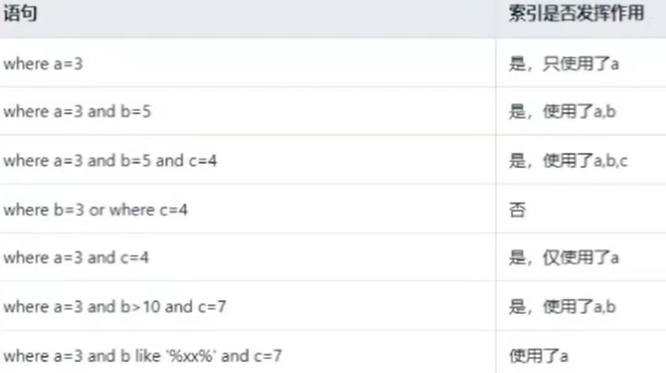 语句 索引是否发挥作用
where a=3 是，只使用了a
where a=3 and b=5 是，使用了a,b
where a=3 and b=5 and c=4 是，使用了a,b,c
where b=3 or where c=4 否
where a=3 and c=4 是，仅使用了a
where a=3 and b>10 and c=7 是，使用了a,b
where a=3 and b like '%xx%' and c=7 使用了a